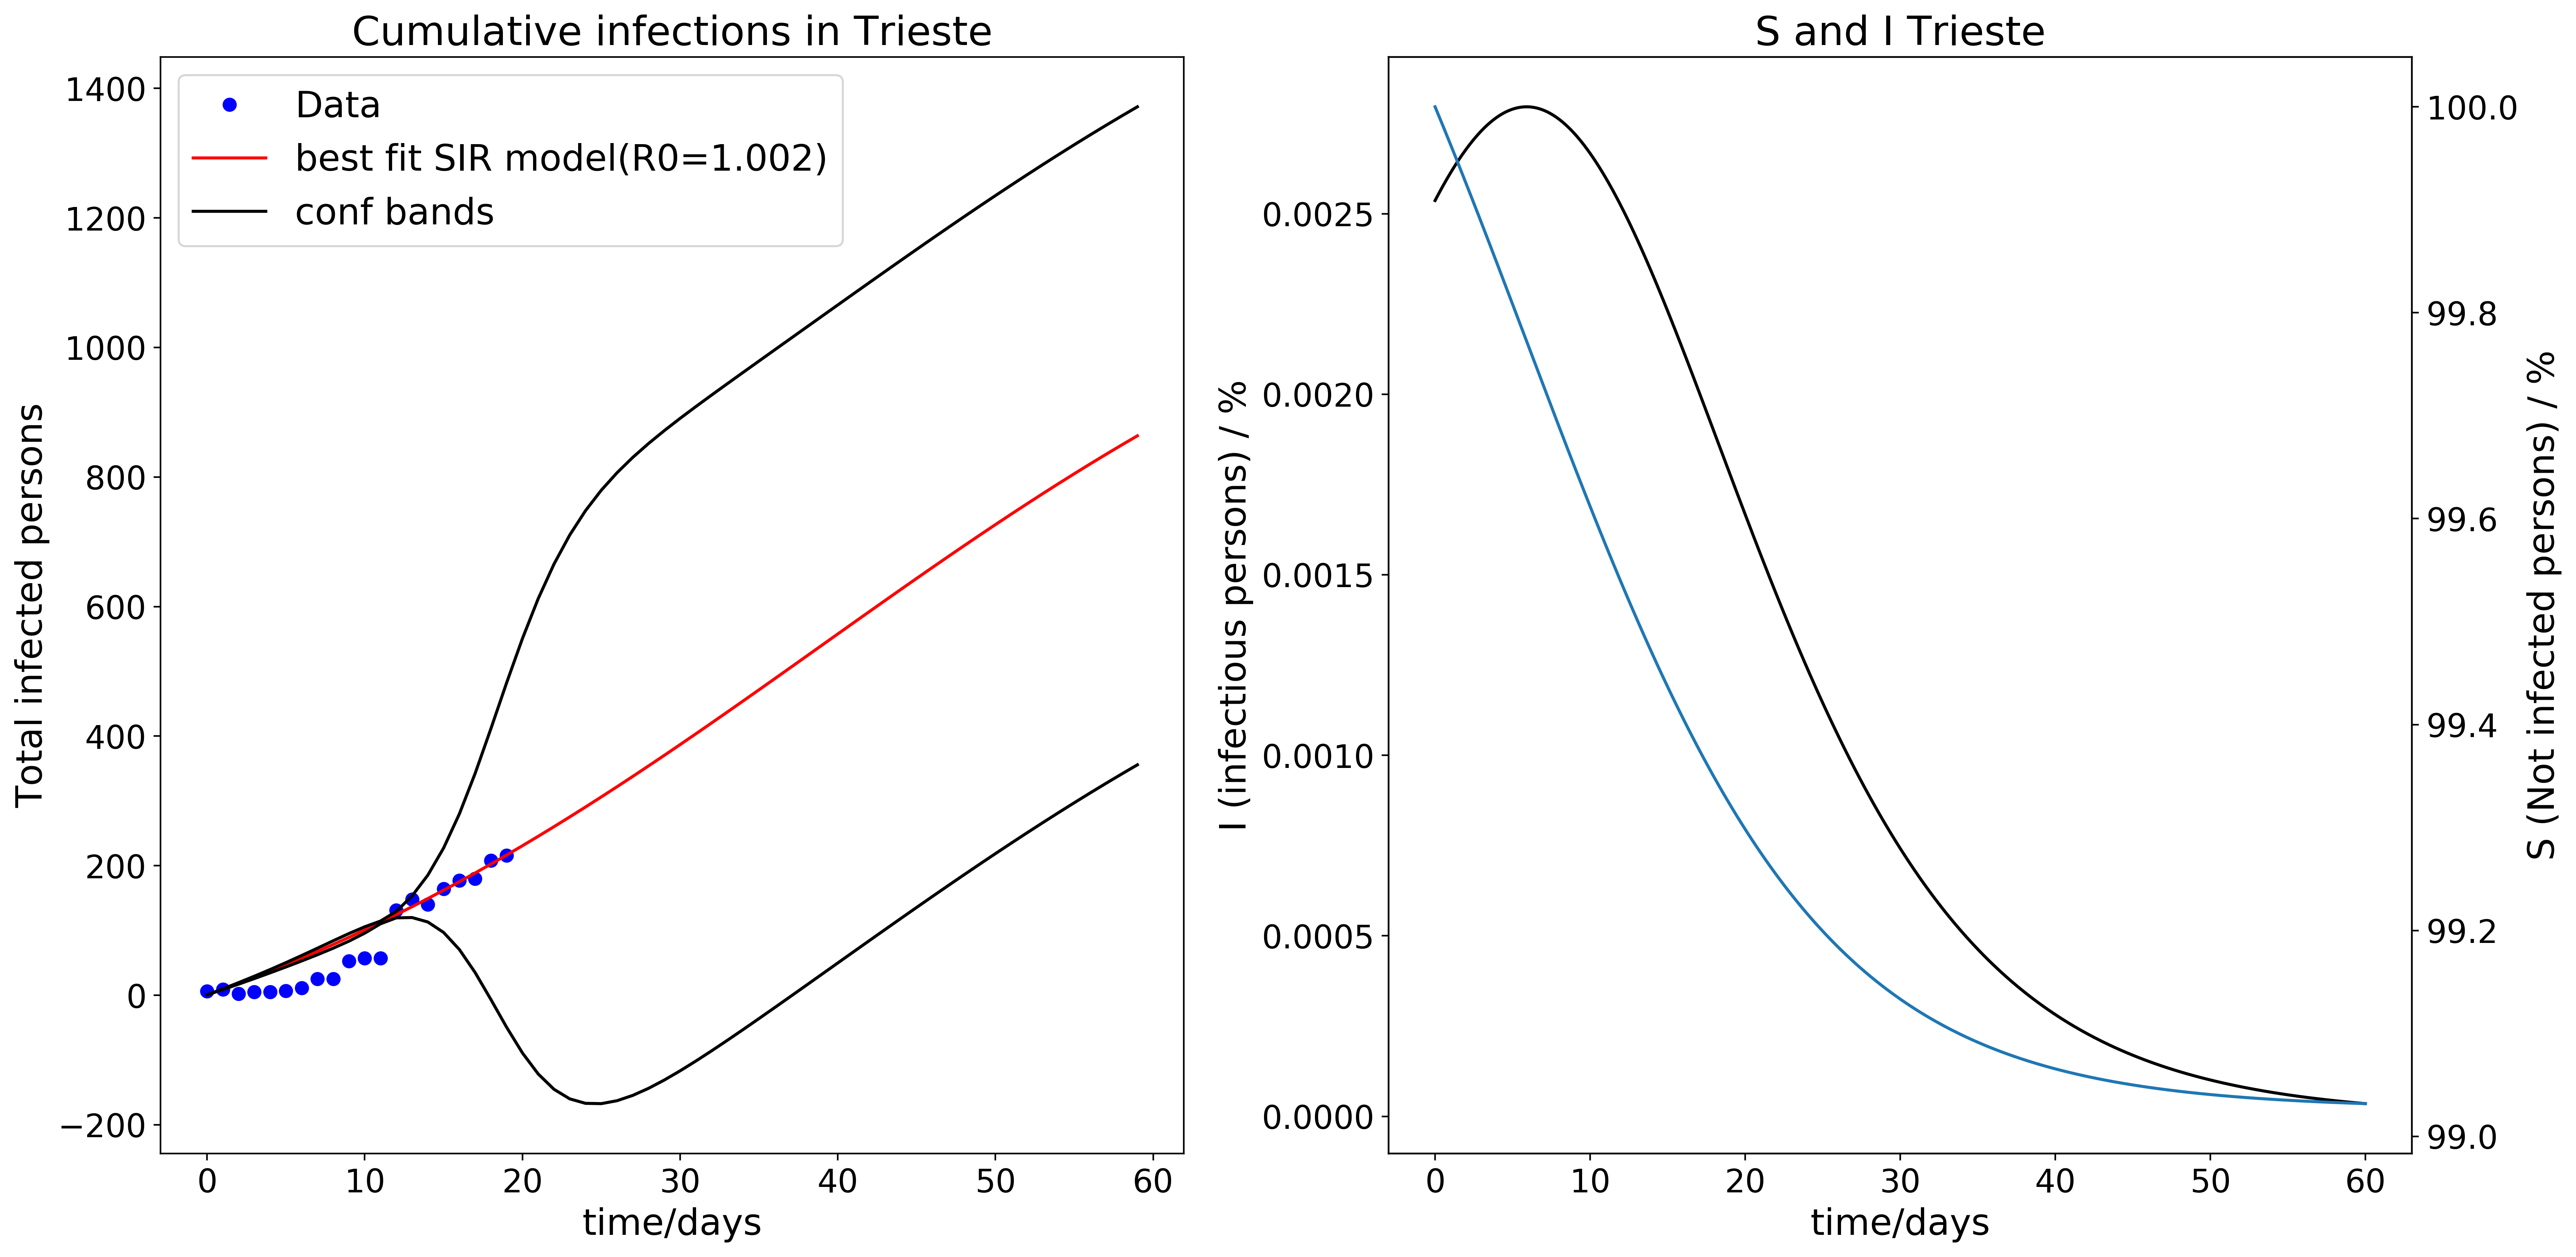 Cumulative infections in Trieste
1400
1200
1000
800
600
400
200
0
−200
Total infected persons
Data
best fit SIR model(R0=1.002)
conf bands
0 10 20 30 40 50 60
time/days
S and I Trieste
0.0025
0.0020
0.0015
0.0010
0.0005
0.0000
I (infectious persons) / %
100.0
99.8
99.6
99.4
99.2
99.0
S (Not infected persons) / %
0 10 20 30 40 50 60
time/days